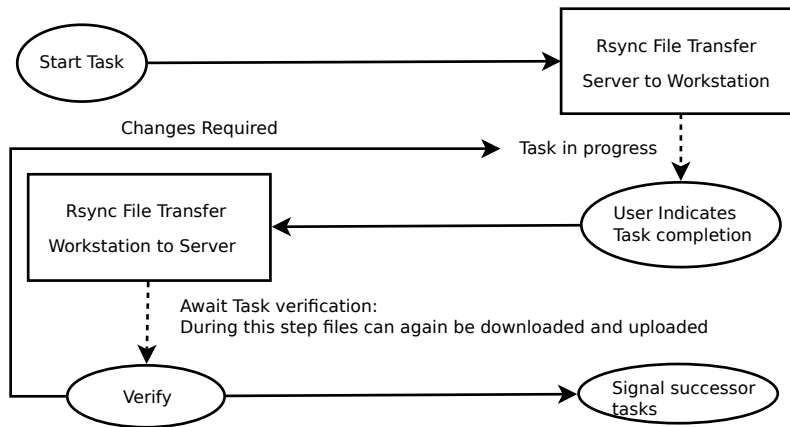 Start Task
Rsync File Transfer
Server to Workstation
Changes Required
Task in progress
User Indicates
Task completion
Rsync File Transfer
Workstation to Server
Await Task verification:
During this step files can again be downloaded and uploaded
Verify
Signal successor
tasks